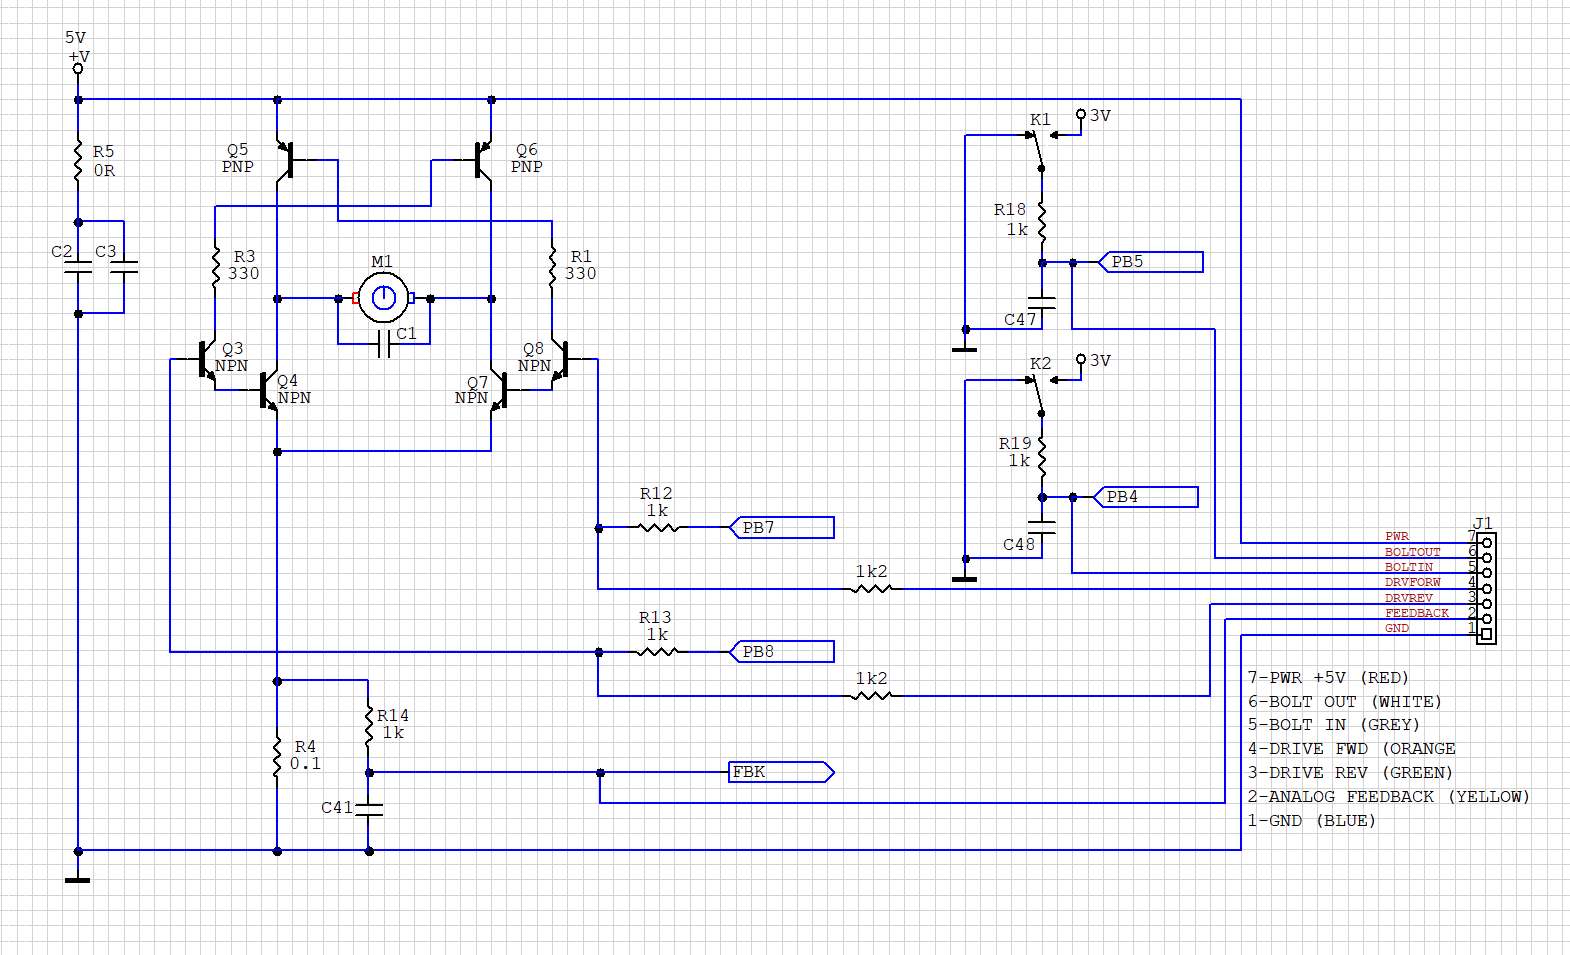 5V
+V
R5
0R
C2
C3
Q5
PNP
Q6
PNP
R3
330
M1
R1
330
C1
Q3
NPN
Q4
NPN
Q8
NPN
Q7
NPN
K1
3V
R18
1k
PB5
C47
K2
3V
R19
1k
PB4
C48
R12
1k
PB7
1k2
R13
1k
PB8
1k2
R14
1k
R4
0.1
FBK
C41
J1
PWR 7
BOLTOUT 6
BOLTIN 5
DRVFORW 4
DRVREV 3
FEEDBACK 2
GND 1
7-PWR +5V (RED)
6-BOLT OUT (WHITE)
5-BOLT IN (GREY)
4-DRIVE FWD (ORANGE
3-DRIVE REV (GREEN)
2-ANALOG FEEDBACK (YELLOW)
1-GND (BLUE)